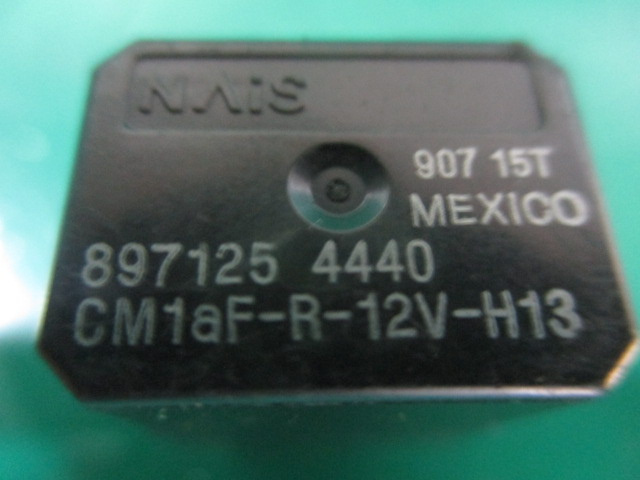 NAiS
907 15T
MEXICO
897125 4440
CM1aF-R-12V-H13